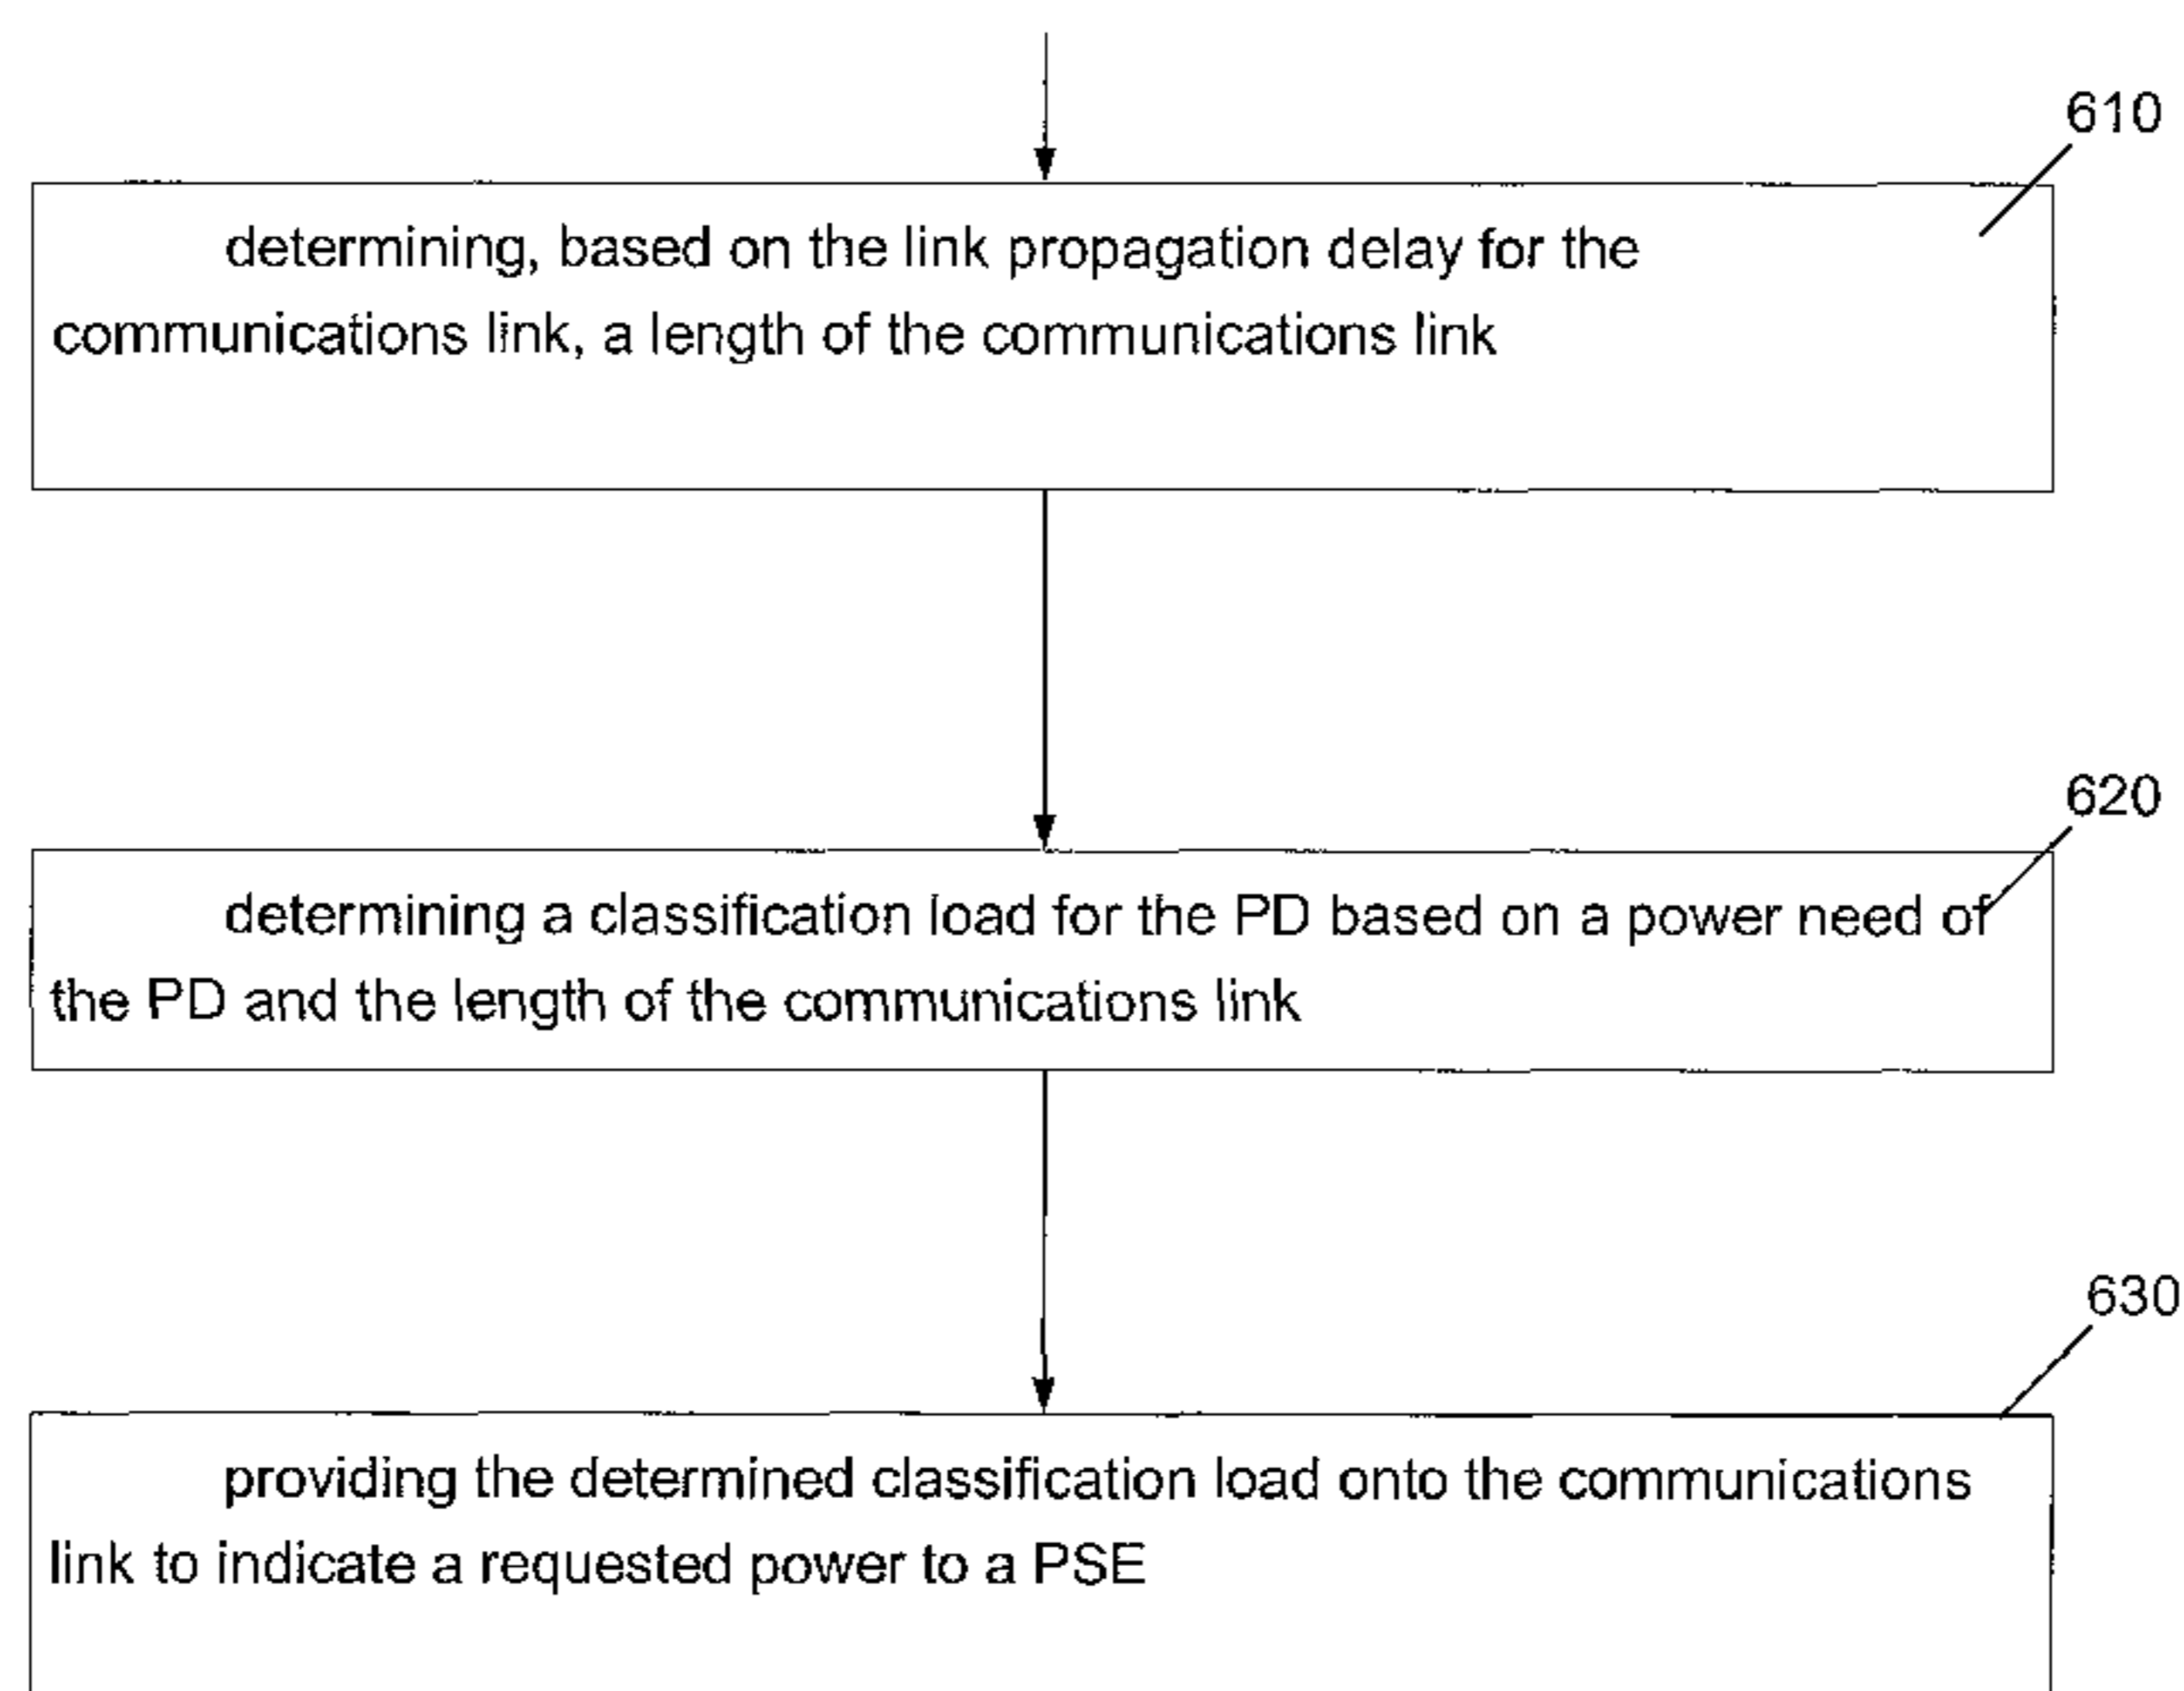 610
determining, based on the link propagation delay for the
communications link, a length of the communications link
620
determining a classification load for the PD based on a power need of
the PD and the length of the communications link
630
providing the determined classification load onto the communications
link to indicate a requested power to a PSE